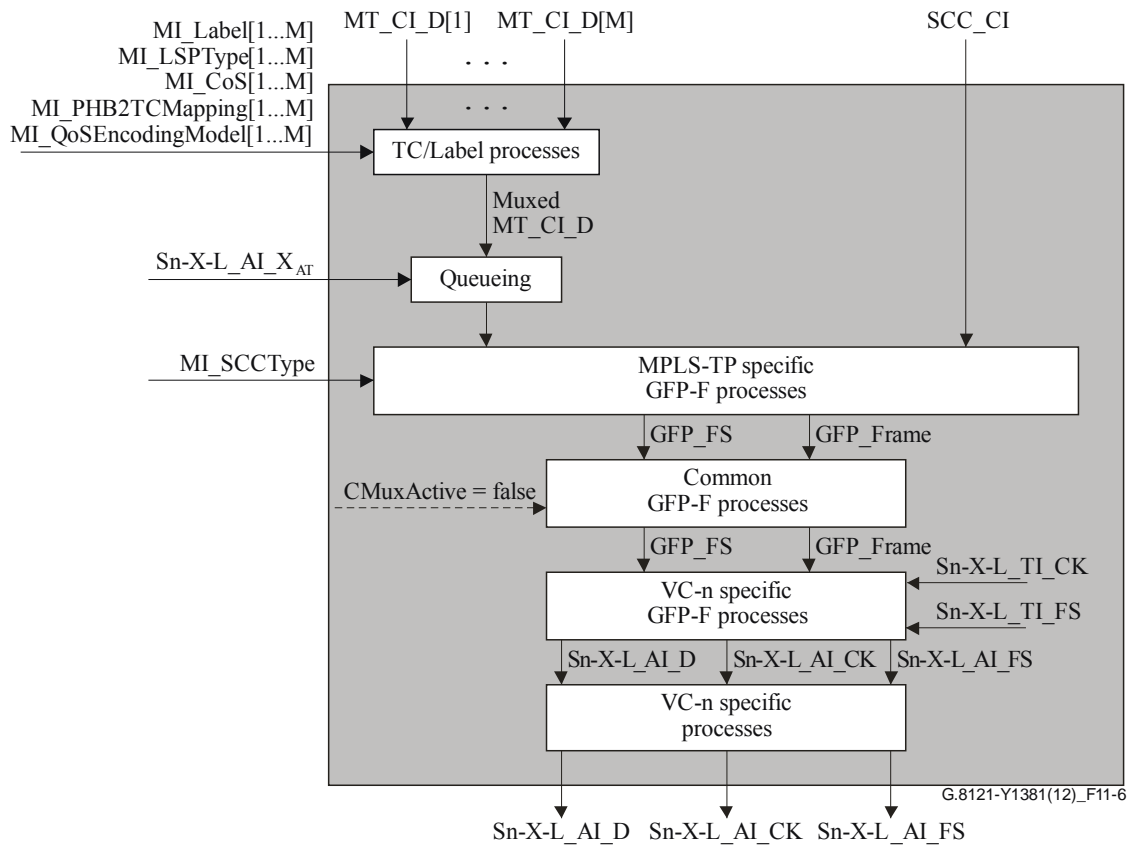 MI_Label[1...M]
MI_LSPType[1...M]
MI_CoS[1...M]
MI_PHB2TCMapping[1...M]
MI_QoSEncodingModel[1...M]
MT_CI_D[1]
MT_CI_D[M]
SCC_CI
. . .
. . .
TC/Label processes
Muxed
MT_CI_D
Sn-X-L_AI_X_AT
Queueing
MI_SCCType
MPLS-TP specific
GFP-F processes
GFP_FS
GFP_Frame
CMuxActive = false
Common
GFP-F processes
GFP_FS
GFP_Frame
Sn-X-L_TI_CK
VC-n specific
GFP-F processes
Sn-X-L_TI_FS
Sn-X-L_AI_D
Sn-X-L_AI_CK
Sn-X-L_AI_FS
VC-n specific
processes
G.8121-Y1381(12)_F11-6
Sn-X-L_AI_D
Sn-X-L_AI_CK
Sn-X-L_AI_FS